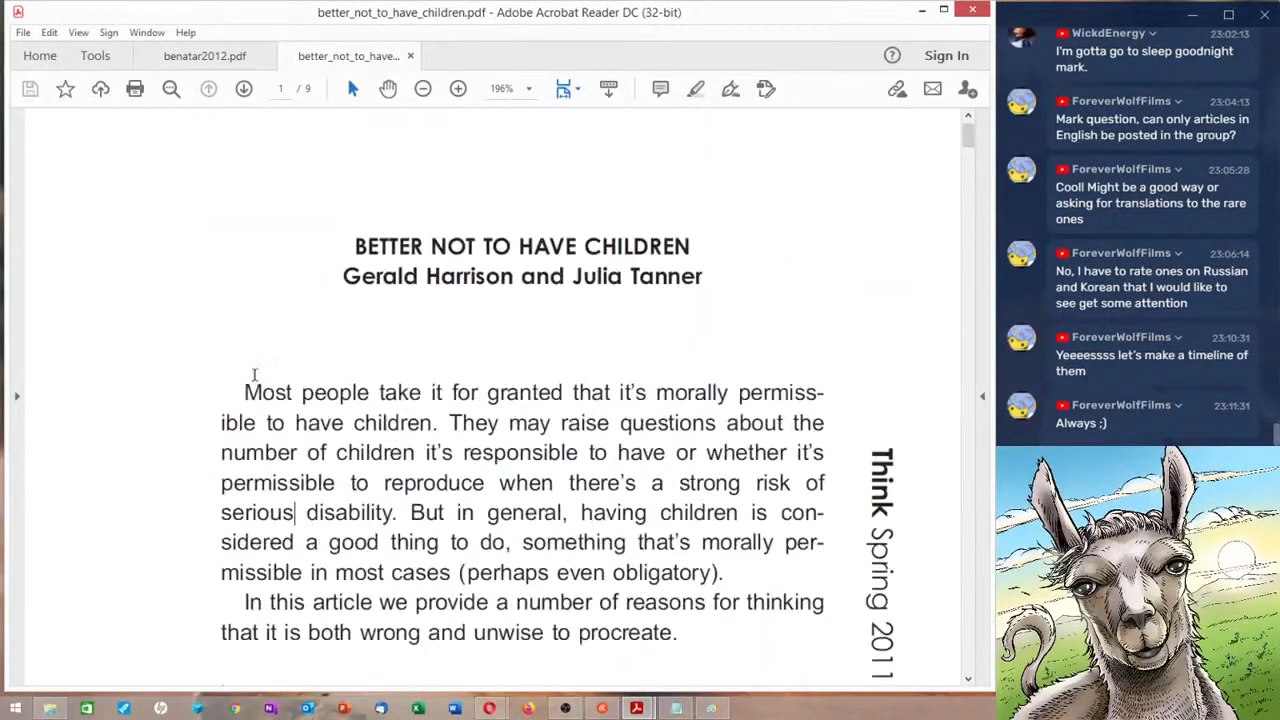 better_not_to_have_children.pdf - Adobe Acrobat Reader DC (32-bit)
File Edit View Sign Window Help
Home Tools benatar2012.pdf better_not_to_have... × Sign In
1 / 9 196%
BETTER NOT TO HAVE CHILDREN
Gerald Harrison and Julia Tanner
Most people take it for granted that it's morally permiss-
ible to have children. They may raise questions about the
number of children it's responsible to have or whether it's
permissible to reproduce when there's a strong risk of
serious disability. But in general, having children is con-
sidered a good thing to do, something that's morally per-
missible in most cases (perhaps even obligatory).
In this article we provide a number of reasons for thinking
that it is both wrong and unwise to procreate.
Think Spring 2011
WickdEnergy 23:02:13
I'm gotta go to sleep goodnight
mark.
ForeverWolfFilms 23:04:13
Mark question, can only articles in
English be posted in the group?
ForeverWolfFilms 23:05:28
Cooll Might be a good way or
asking for translations to the rare
ones
ForeverWolfFilms 23:06:14
No, I have to rate ones on Russian
and Korean that I would like to
see get some attention
ForeverWolfFilms 23:10:31
Yeeeessss let's make a timeline of
them
ForeverWolfFilms 23:11:31
Always ;)